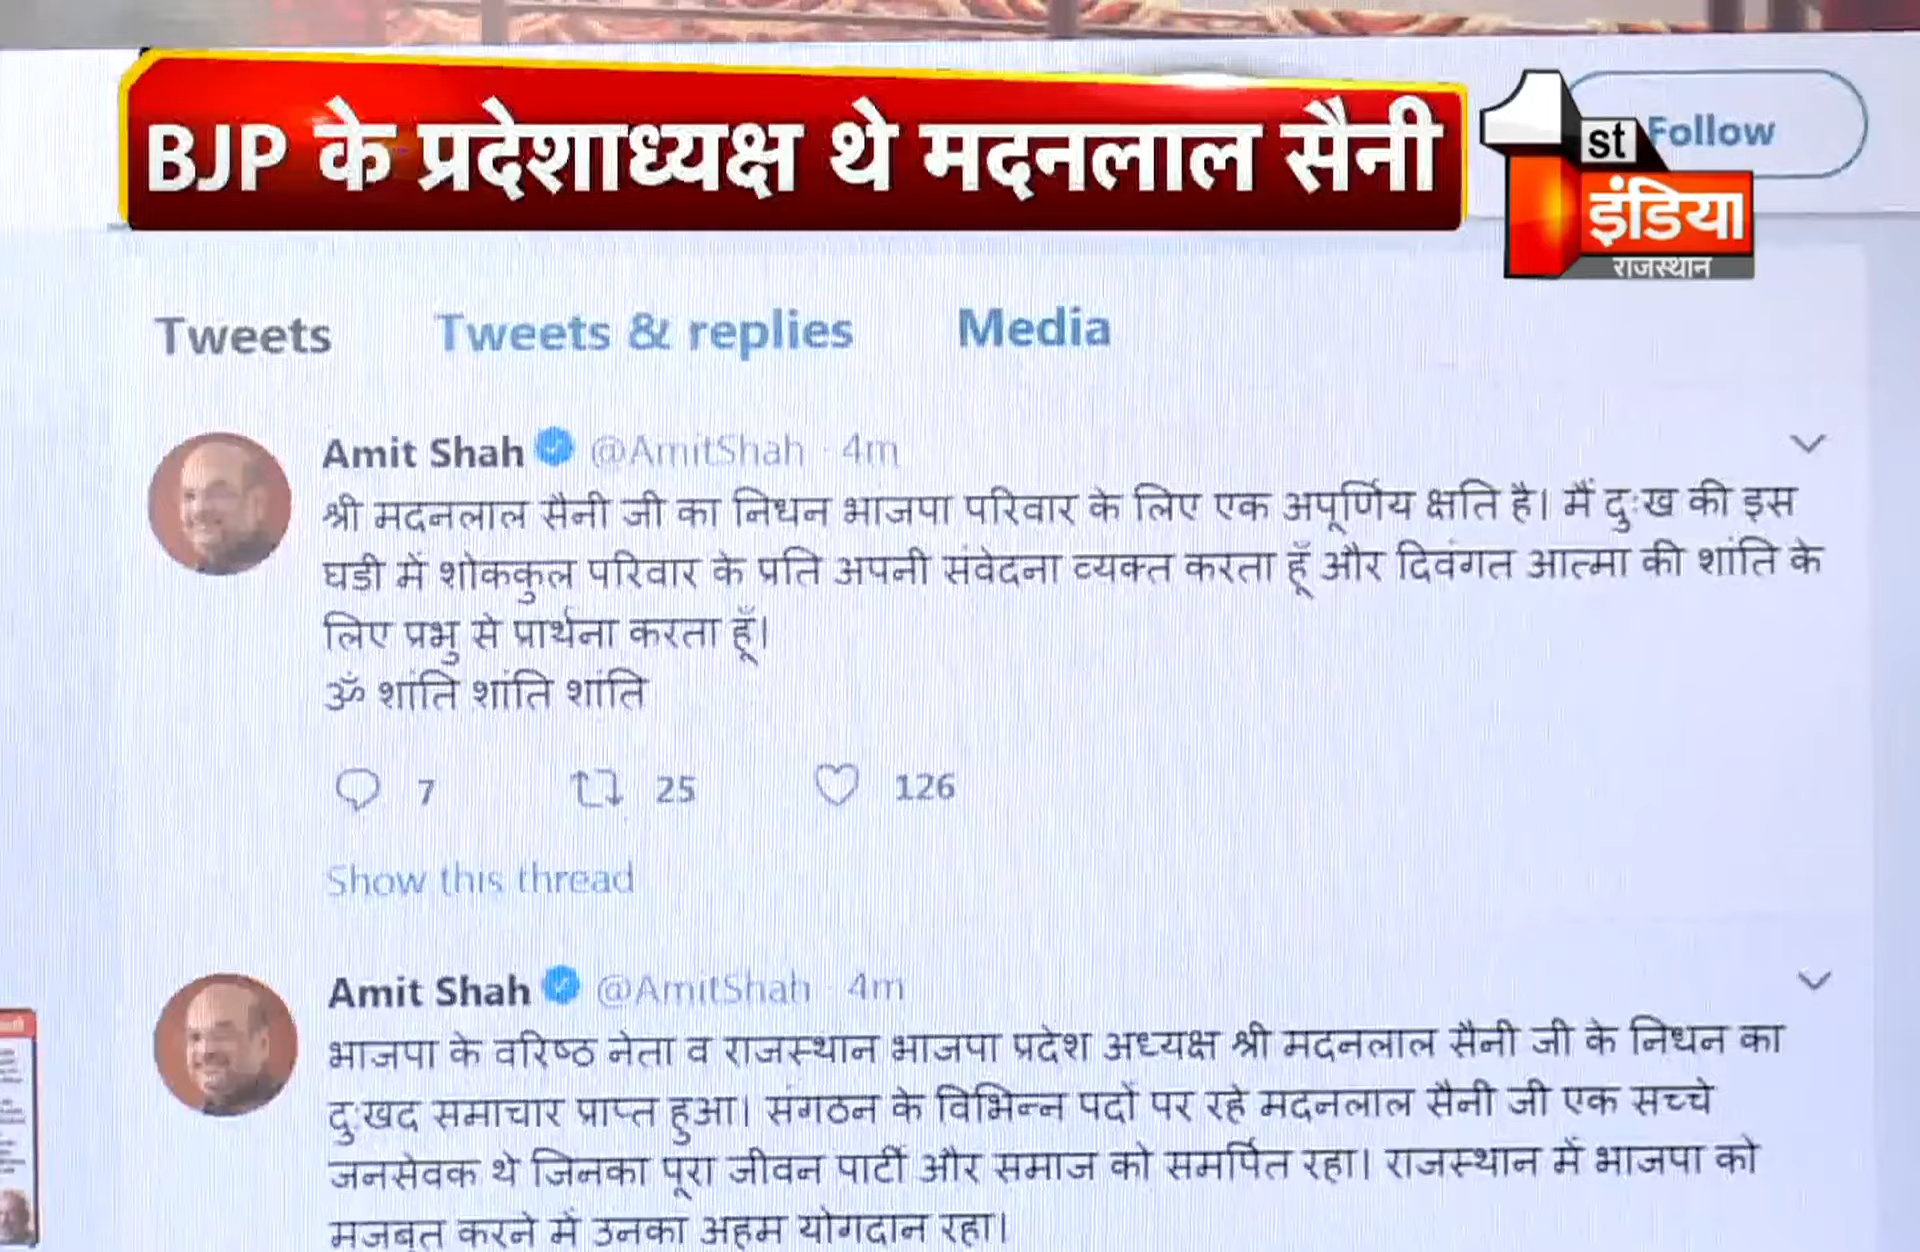 BJP के प्रदेशाध्यक्ष थे मदनलाल सैनी
1st
Follow
इंडिया
राजस्थान
Tweets Tweets & replies Media
Amit Shah @AmitShah · 4m
श्री मदनलाल सैनी जी का निधन भाजपा परिवार के लिए एक अपूर्णिय क्षति है। मैं दुःख की इस
घडी में शोककुल परिवार के प्रति अपनी संवेदना व्यक्त करता हूँ और दिवंगत आत्मा की शांति के
लिए प्रभु से प्रार्थना करता हूँ।
ॐ शांति शांति शांति
7 25 126
Show this thread
Amit Shah @AmitShah · 4m
भाजपा के वरिष्ठ नेता व राजस्थान भाजपा प्रदेश अध्यक्ष श्री मदनलाल सैनी जी के निधन का
दुःखद समाचार प्राप्त हुआ। संगठन के विभिन्न पदों पर रहे मदनलाल सैनी जी एक सच्चे
जनसेवक थे जिनका पूरा जीवन पार्टी और समाज को समर्पित रहा। राजस्थान में भाजपा को
मजबूत करने में उनका अहम योगदान रहा।